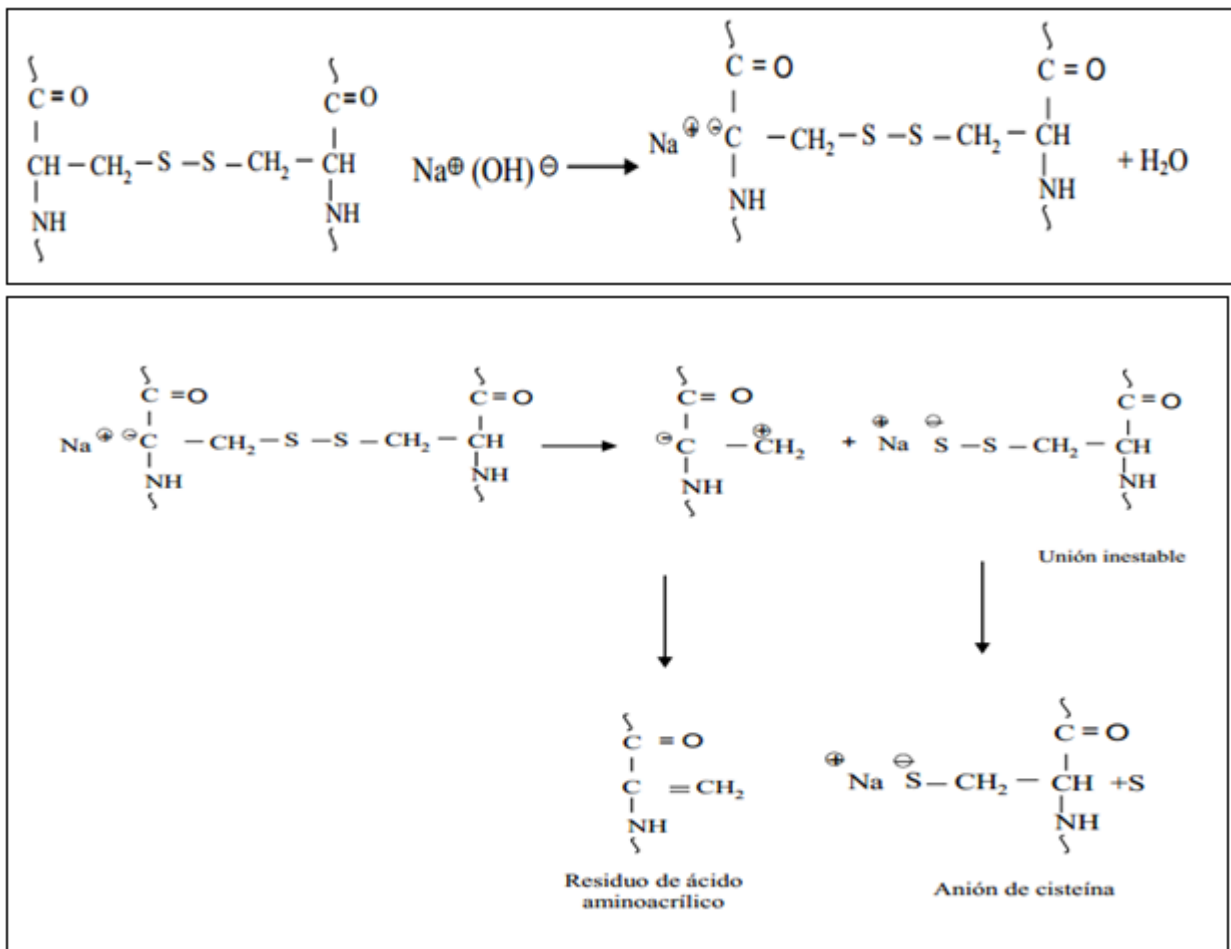 C=O C=O C=O C=O
CH—CH₂—S—S—CH₂—CH Na⊕(OH)⊖ → Na⊕ ⊖C—CH₂—S—S—CH₂—CH + H₂O
NH NH NH NH
C=O C=O C= O C=O
Na⊕ ⊖C—CH₂—S—S—CH₂—CH → ⊖ C—⊕CH₂ + ⊕Na ⊖S—S—CH₂—CH
NH NH NH NH
Unión inestable
C =O C=O
C =CH₂ ⊕Na ⊖S—CH₂—CH +S
NH NH
Residuo de ácido
aminoacrílico
Anión de cisteína